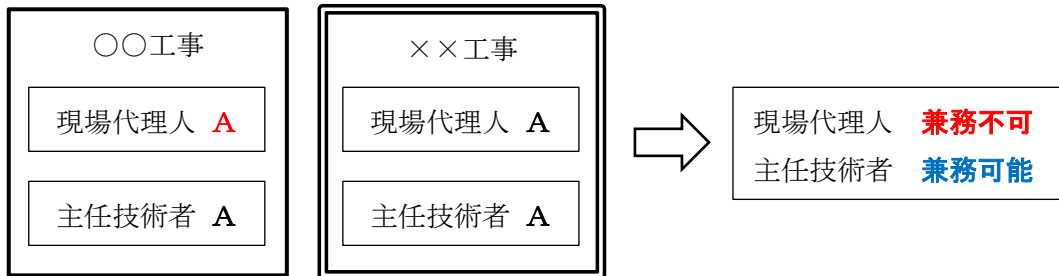 ○○工事
現場代理人 A
主任技術者 A
××工事
現場代理人 A
主任技術者 A
現場代理人 兼務不可
主任技術者 兼務可能